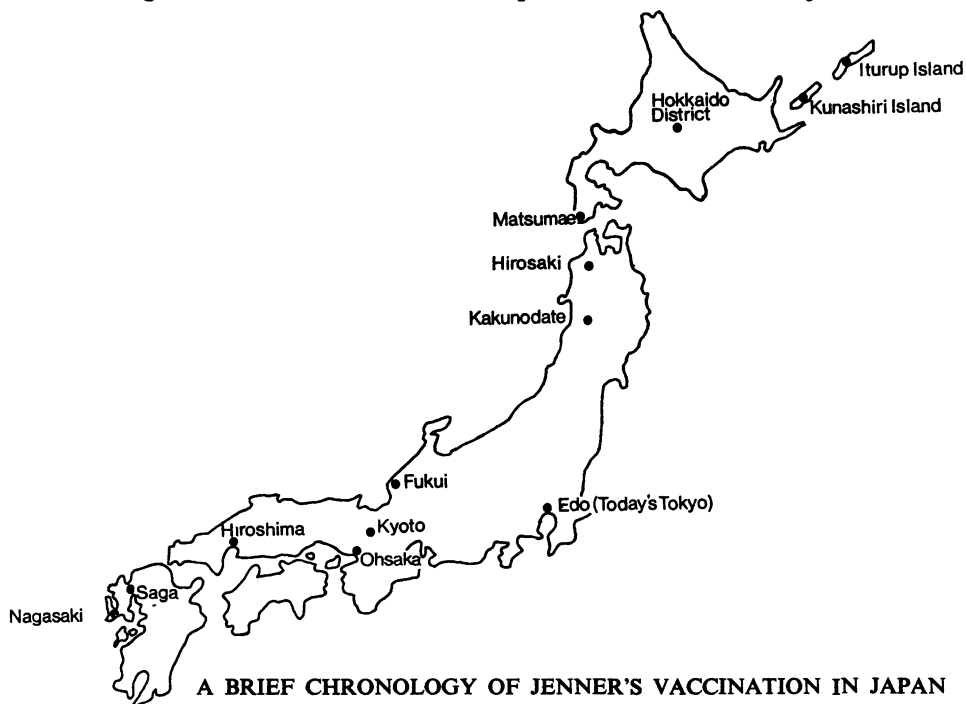 Iturup Island
Kunashiri Island
Hokkaido
District
Matsumae
Hirosaki
Kakunodate
Fukui
Edo (Today's Tokyo)
Hiroshima
Kyoto
Ohsaka
Saga
Nagasaki
A BRIEF CHRONOLOGY OF JENNER'S VACCINATION IN JAPAN